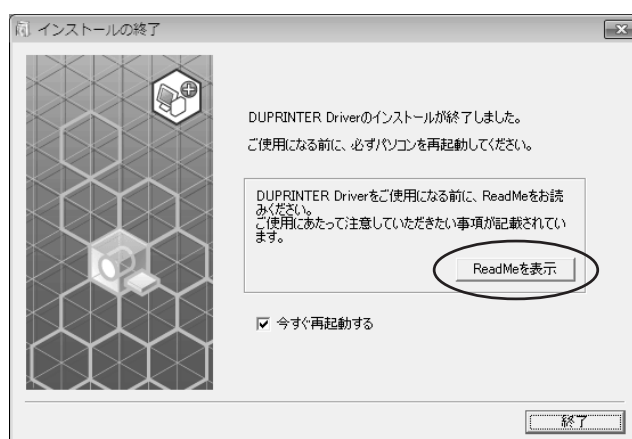 インストールの終了
DUPRINTER Driverのインストールが終了しました。
ご使用になる前に、必ずパソコンを再起動してください。
DUPRINTER Driverをご使用になる前に、ReadMeをお読
みください。
ご使用にあたって注意していただきたい事項が記載されてい
ます。
ReadMeを表示
今すぐ再起動する
終了